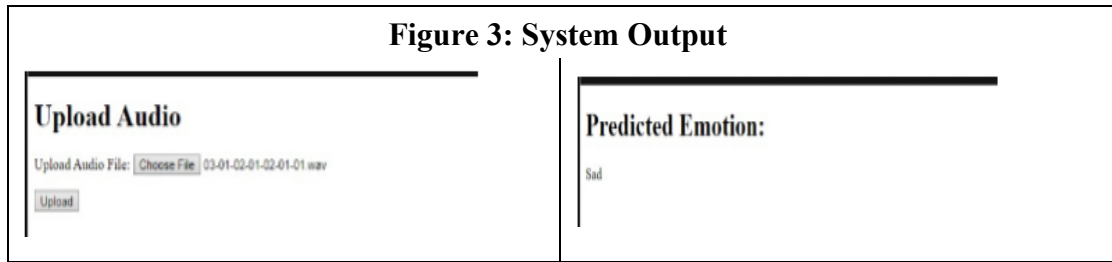 Figure 3: System Output
Upload Audio
Upload Audio File: Choose File 03-01-02-01-02-01-01.wav
Upload
Predicted Emotion:
Sad